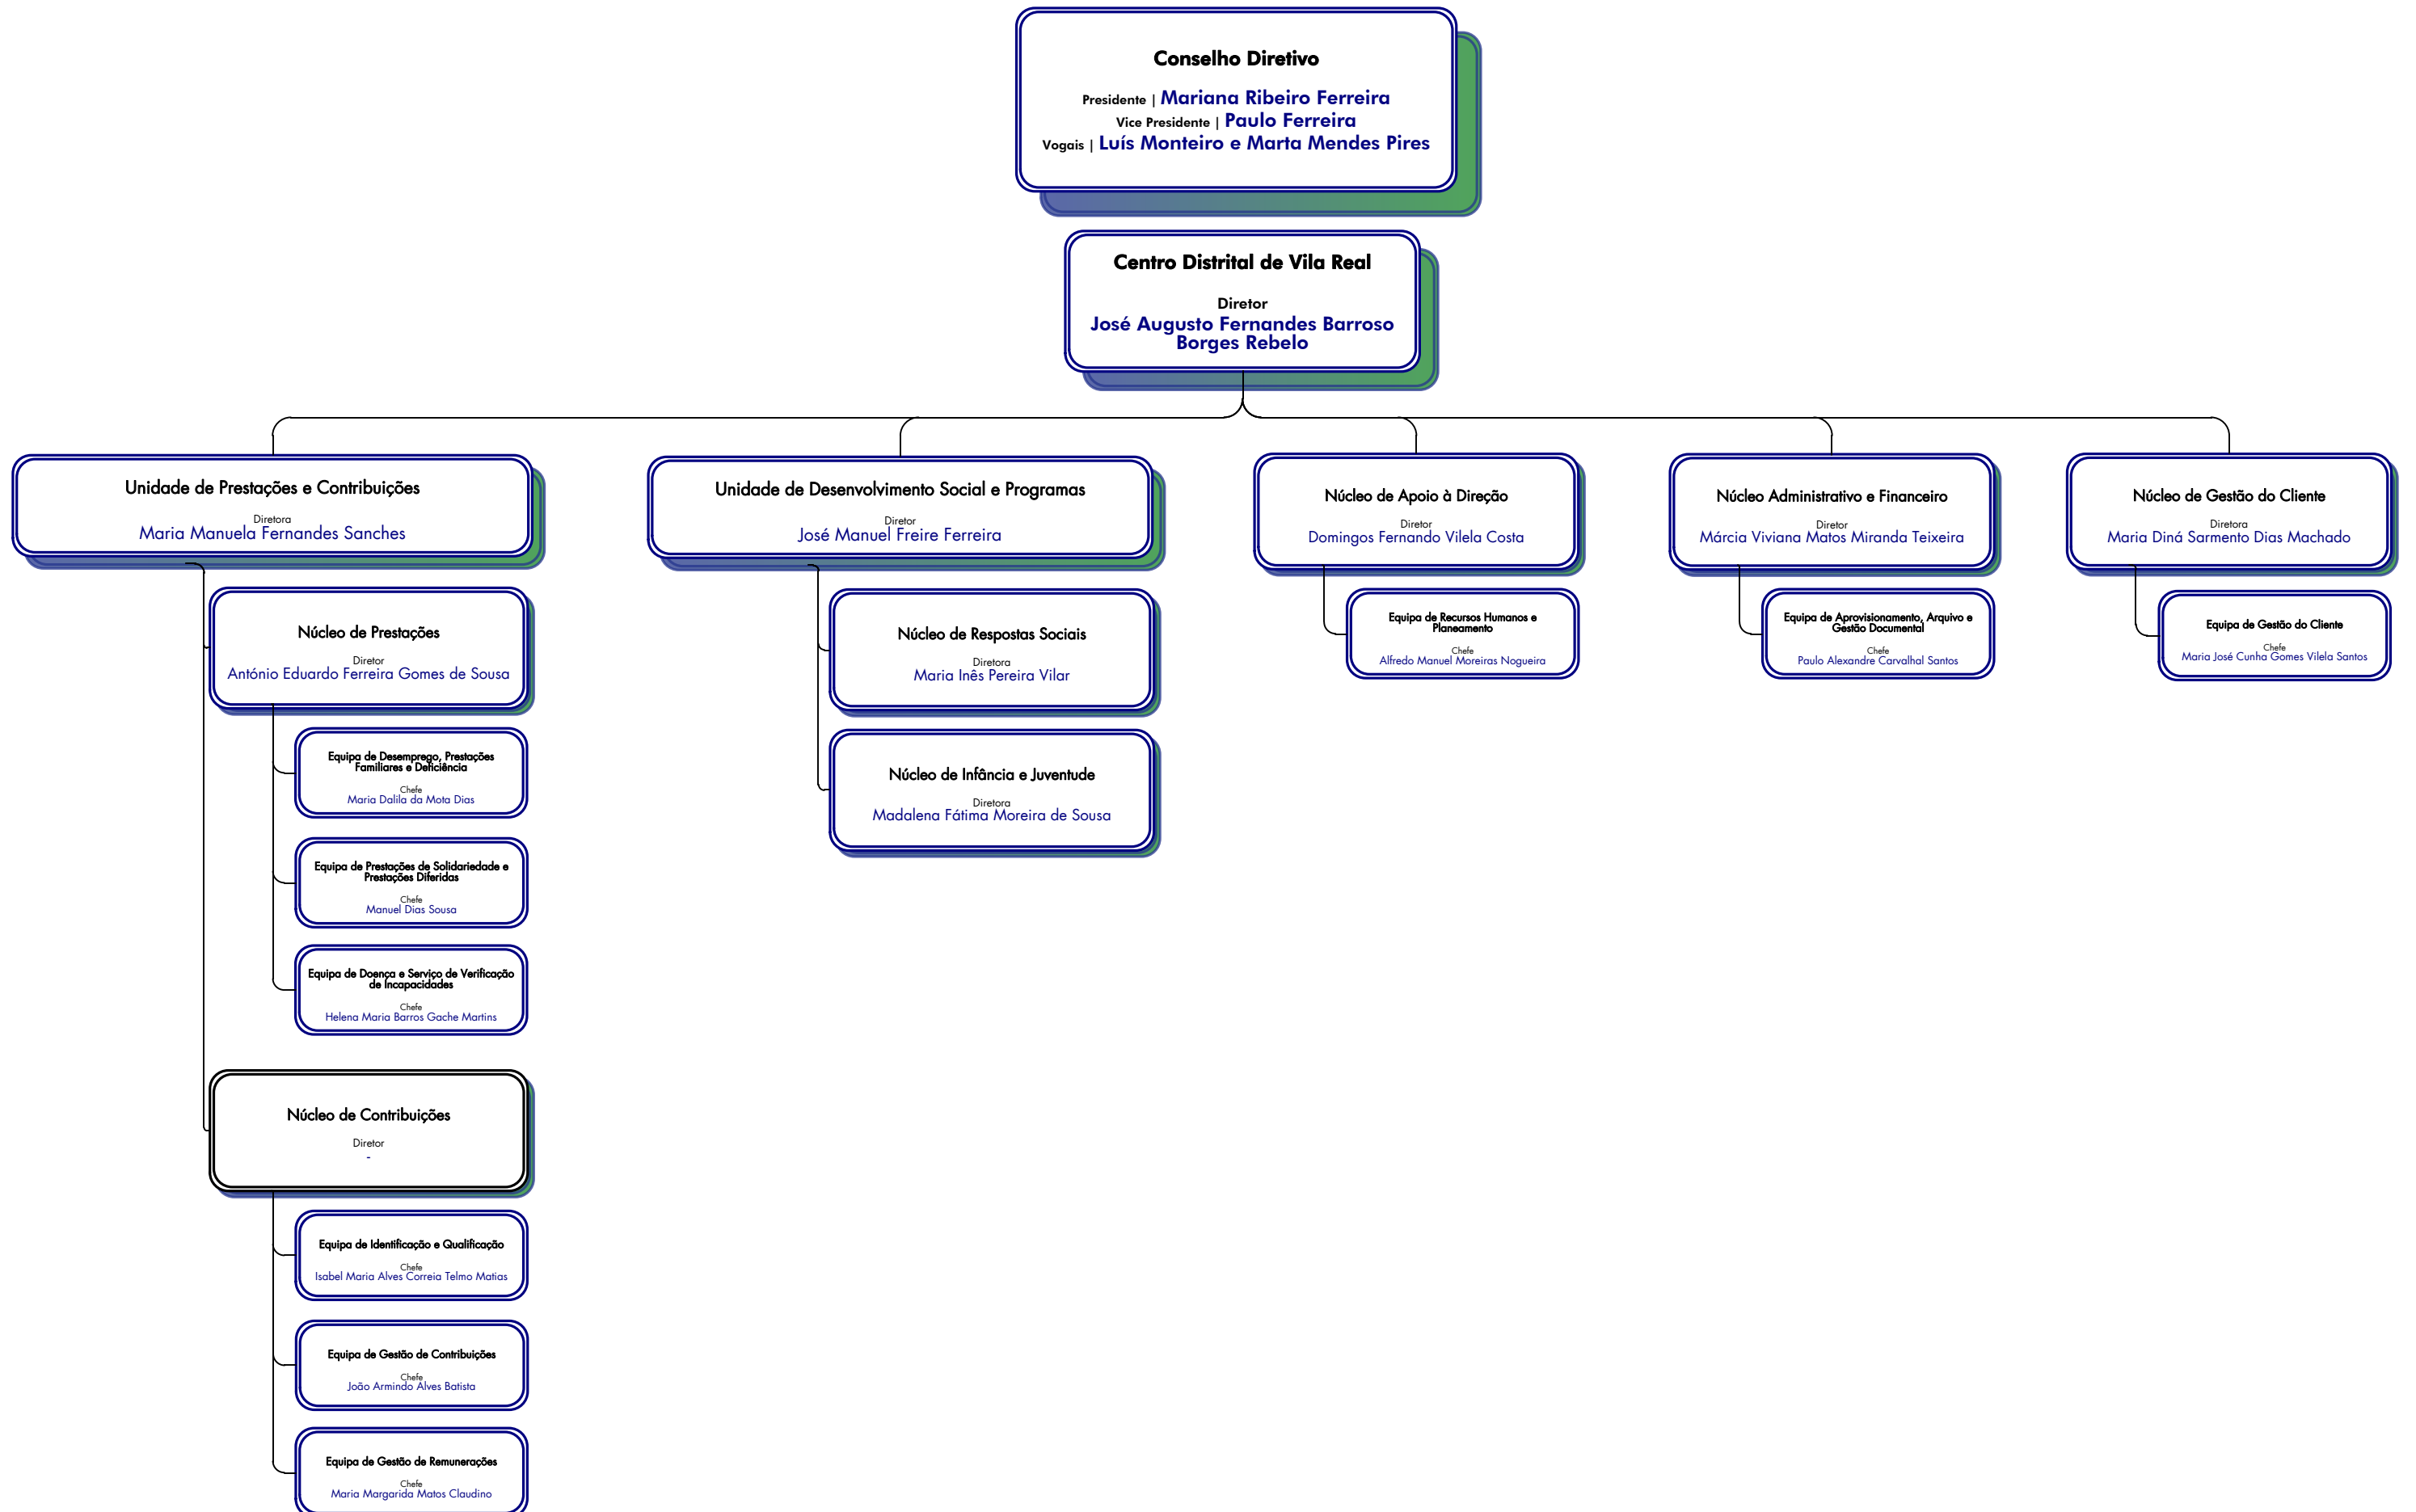 Conselho Diretivo
Presidente | Mariana Ribeiro Ferreira
Vice Presidente | Paulo Ferreira
Vogais | Luís Monteiro e Marta Mendes Pires
Centro Distrital de Vila Real
Diretor
José Augusto Fernandes Barroso
Borges Rebelo
Unidade de Prestações e Contribuições
Diretora
Maria Manuela Fernandes Sanches
Unidade de Desenvolvimento Social e Programas
Diretor
José Manuel Freire Ferreira
Núcleo de Apoio à Direção
Diretor
Domingos Fernando Vilela Costa
Núcleo Administrativo e Financeiro
Diretor
Márcia Viviana Matos Miranda Teixeira
Núcleo de Gestão do Cliente
Diretora
Maria Diná Sarmento Dias Machado
Núcleo de Prestações
Diretor
António Eduardo Ferreira Gomes de Sousa
Núcleo de Respostas Sociais
Diretora
Maria Inês Pereira Vilar
Equipa de Recursos Humanos e
Planeamento
Chefe
Alfredo Manuel Moreiras Nogueira
Equipa de Aprovisionamento, Arquivo e
Gestão Documental
Chefe
Paulo Alexandre Carvalhal Santos
Equipa de Gestão do Cliente
Chefe
Maria José Cunha Gomes Vilela Santos
Equipa de Desemprego, Prestações
Familiares e Deficiência
Chefe
Maria Dalila da Mota Dias
Núcleo de Infância e Juventude
Diretora
Madalena Fátima Moreira de Sousa
Equipa de Prestações de Solidariedade e
Prestações Diferidas
Chefe
Manuel Dias Sousa
Equipa de Doença e Serviço de Verificação
de Incapacidades
Chefe
Helena Maria Barros Gache Martins
Núcleo de Contribuições
Diretor
-
Equipa de Identificação e Qualificação
Chefe
Isabel Maria Alves Correia Telmo Matias
Equipa de Gestão de Contribuições
Chefe
João Armindo Alves Batista
Equipa de Gestão de Remunerações
Chefe
Maria Margarida Matos Claudino